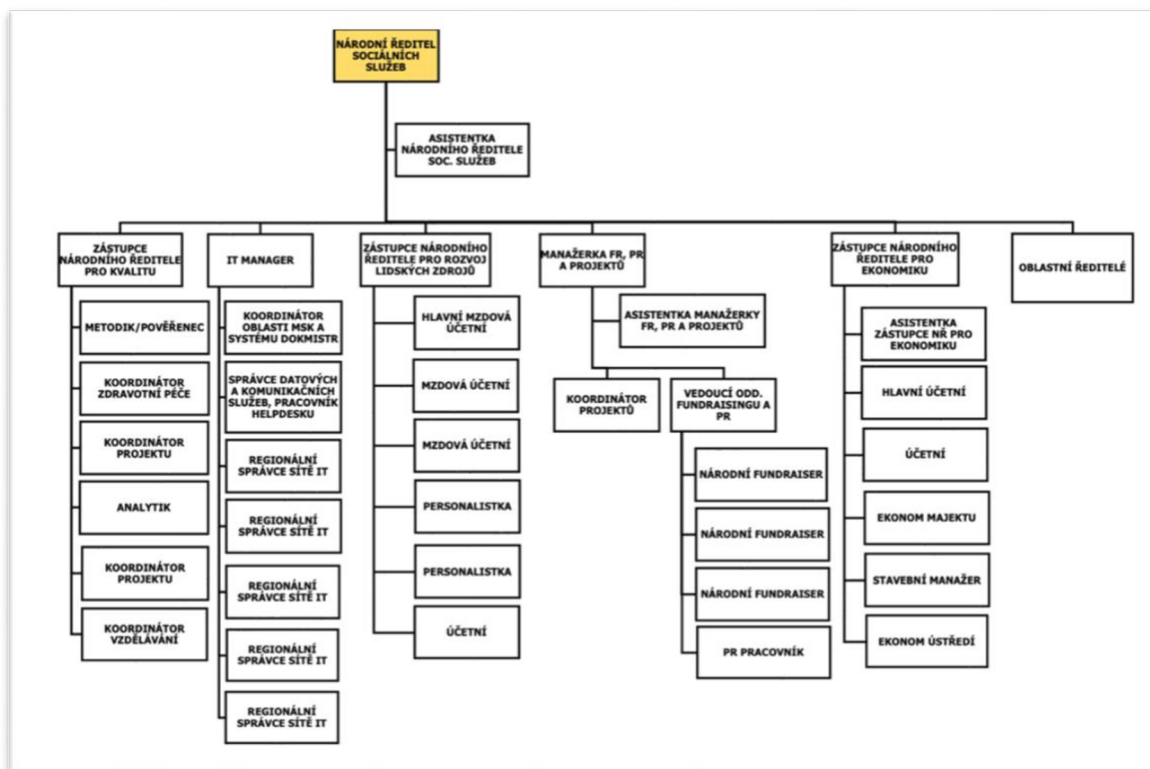 NÁRODNÍ ŘEDITEL
SOCIÁLNÍCH
SLUŽEB
ASISTENTKA
NÁRODNÍHO ŘEDITELE
SOC. SLUŽEB
ZÁSTUPCE
NÁRODNÍHO ŘEDITELE
PRO KVALITU
METODIK/POVĚŘENEC
KOORDINÁTOR
ZDRAVOTNÍ PÉČE
KOORDINÁTOR
PROJEKTU
ANALYTIK
KOORDINÁTOR
PROJEKTU
KOORDINÁTOR
VZDĚLÁVÁNÍ
IT MANAGER
KOORDINÁTOR
OBLASTI MSK A
SYSTÉMU DOKMISTR
SPRÁVCE DATOVÝCH
A KOMUNIKAČNÍCH
SLUŽEB, PRACOVNÍK
HELPDESKU
REGIONÁLNÍ
SPRÁVCE SÍTĚ IT
REGIONÁLNÍ
SPRÁVCE SÍTĚ IT
REGIONÁLNÍ
SPRÁVCE SÍTĚ IT
REGIONÁLNÍ
SPRÁVCE SÍTĚ IT
REGIONÁLNÍ
SPRÁVCE SÍTĚ IT
ZÁSTUPCE NÁRODNÍHO
ŘEDITELE PRO ROZVOJ
LIDSKÝCH ZDROJŮ
HLAVNÍ MZDOVÁ
ÚČETNÍ
MZDOVÁ ÚČETNÍ
MZDOVÁ ÚČETNÍ
PERSONALISTKA
PERSONALISTKA
ÚČETNÍ
MANAŽERKA FR, PR
A PROJEKTŮ
ASISTENTKA MANAŽERKY
FR, PR A PROJEKTŮ
KOORDINÁTOR
PROJEKTŮ
VEDOUCÍ ODD.
FUNDRAISINGU A
PR
NÁRODNÍ FUNDRAISER
NÁRODNÍ FUNDRAISER
NÁRODNÍ FUNDRAISER
PR PRACOVNÍK
ZÁSTUPCE NÁRODNÍHO
ŘEDITELE PRO
EKONOMIKU
ASISTENTKA
ZÁSTUPCE NŘ PRO
EKONOMIKU
HLAVNÍ ÚČETNÍ
ÚČETNÍ
EKONOM MAJEKTU
STAVEBNÍ MANAŽER
EKONOM ÚSTŘEDÍ
OBLASTNÍ ŘEDITELÉ